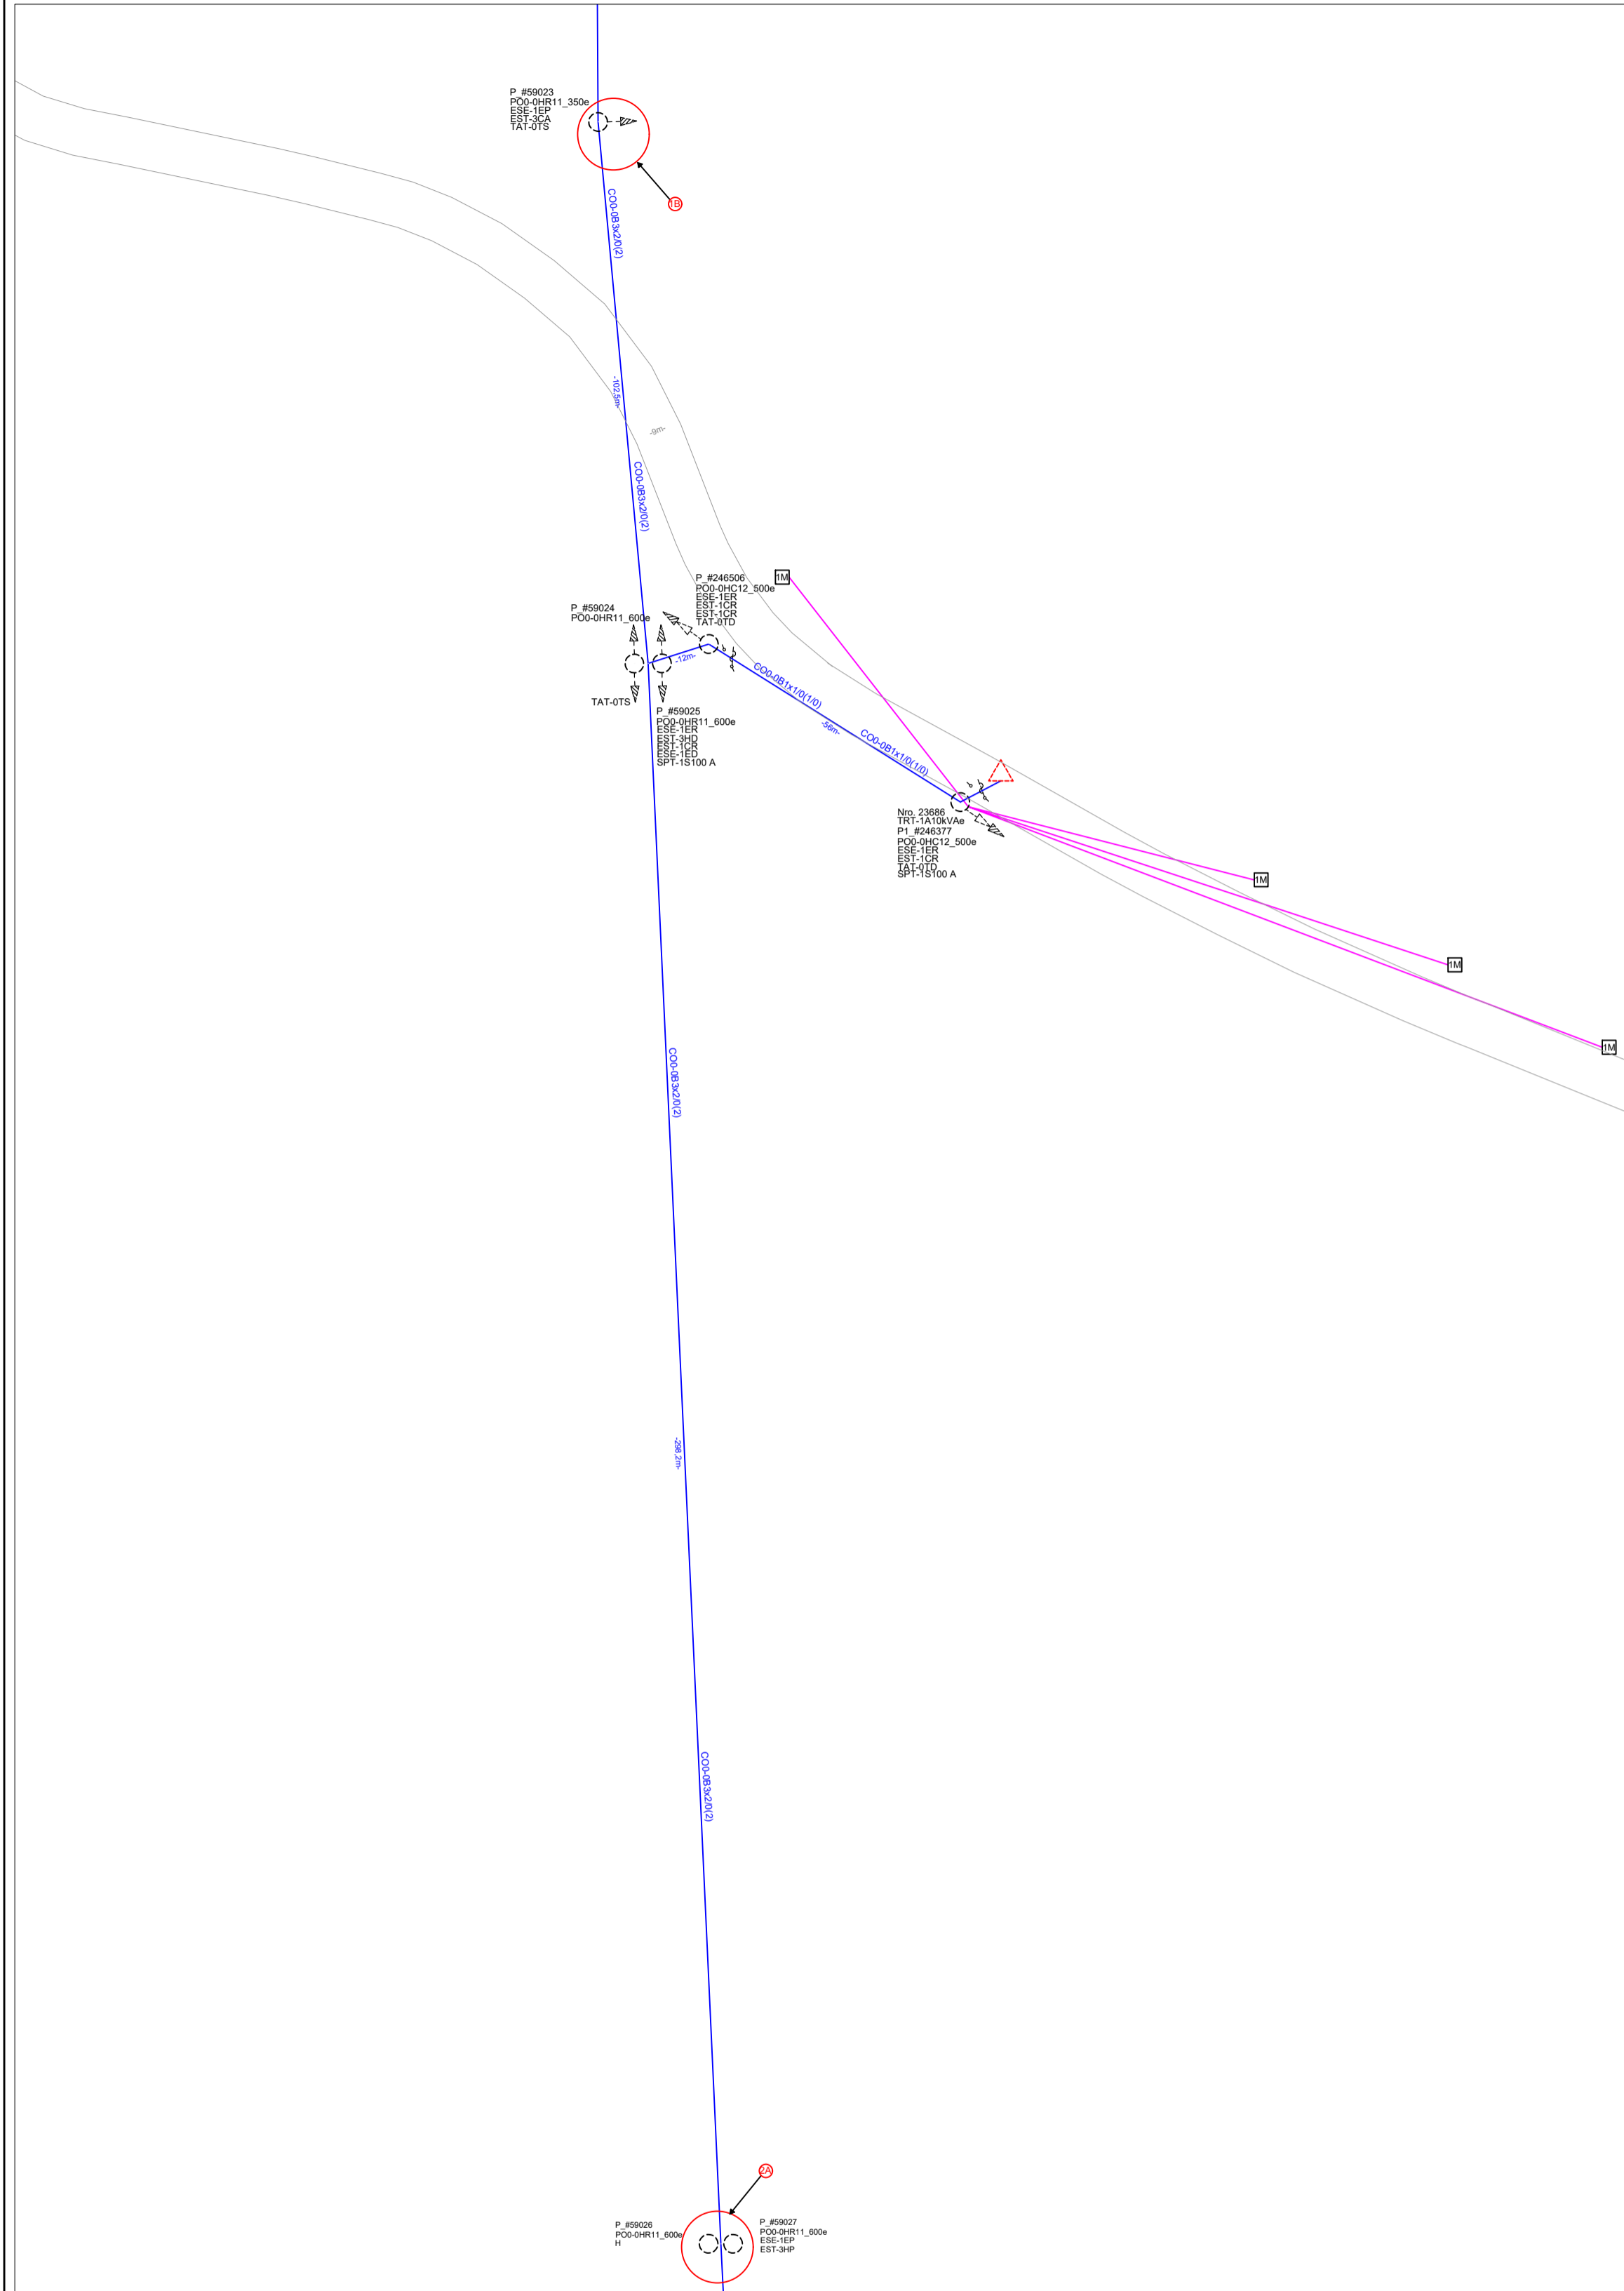 P_#59023
PO0-0HR11_350e
ESE-1EP
EST-3CA
TAT-0TS
1B
CO0-0B3x2/0(2)
-102,5m-
-9m-
CO0-0B3x2/0(2)
P_#246506
PO0-0HC12_500e
ESE-1ER
EST-1CR
EST-1CR
TAT-0TD
1M
P_#59024
PO0-0HR11_600e
-12m-
TAT-0TS
P_#59025
PO0-0HR11_600e
ESE-1ER
EST-3HD
EST-1CR
ESE-1ED
SPT-1S100 A
CO0-0B1x1/0(1/0)
-56m-
CO0-0B1x1/0(1/0)
Nro. 23686
TRT-1A10kVAe
P1_#246377
PO0-0HC12_500e
ESE-1ER
EST-1CR
TAT-0TD
SPT-1S100 A
1M
1M
1M
CO0-0B3x2/0(2)
-298,2m-
CO0-0B3x2/0(2)
2A
P_#59026
PO0-0HR11_600e
H
P_#59027
PO0-0HR11_600e
ESE-1EP
EST-3HP